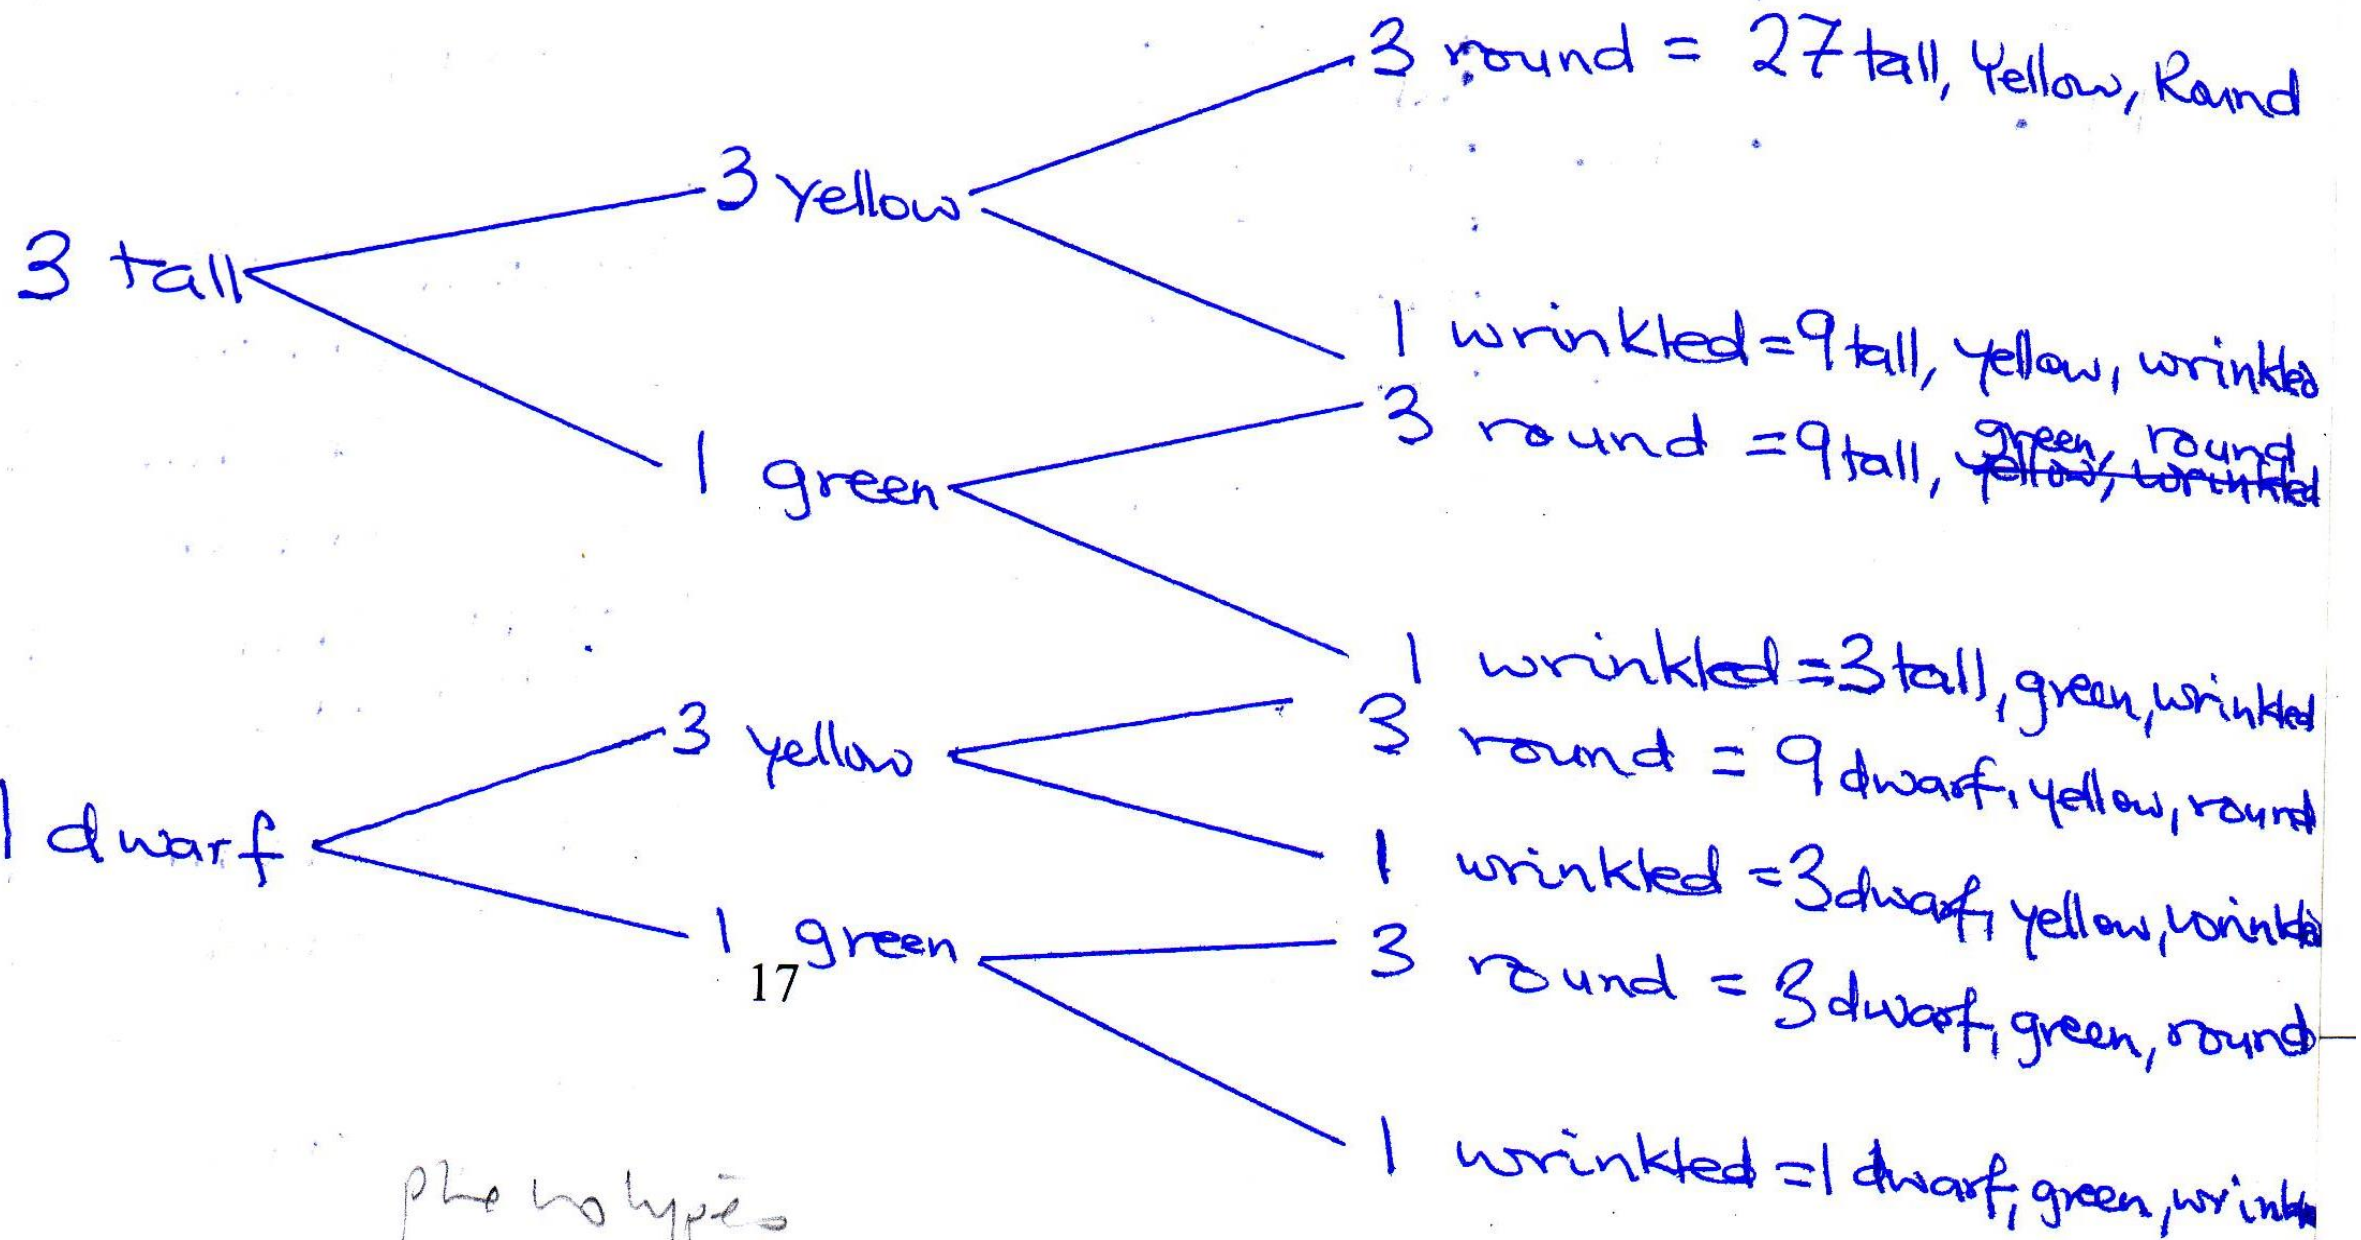 3 round = 27 tall, Yellow, Round
3 yellow
3 tall
1 wrinkled = 9 tall, yellow, wrinkled
3 round = 9 tall, green, round
yellow, wrinkled
1 green
1 wrinkled = 3 tall, green, wrinkled
3 yellow
3 round = 9 dwarf, yellow, round
1 dwarf
1 wrinkled = 3 dwarf, yellow, wrinkled
1 green
3 round = 3 dwarf, green, round
17
1 wrinkled = 1 dwarf, green, wrink
phenotypes